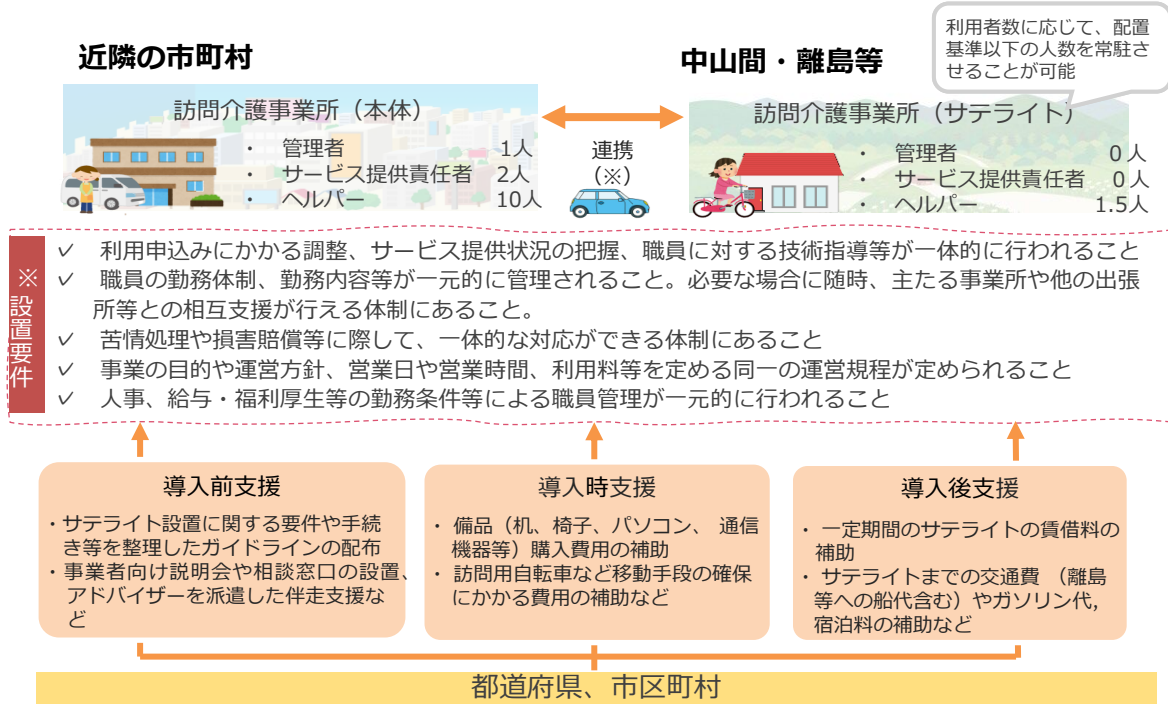 利用者数に応じて、配置
基準以下の人数を常駐さ
せることが可能
近隣の市町村
中山間・離島等
訪問介護事業所（本体）
・ 管理者 1人
・ サービス提供責任者 2人
・ ヘルパー 10人
連携
（※）
訪問介護事業所（サテライト）
・ 管理者 0人
・ サービス提供責任者 0人
・ ヘルパー 1.5人
※設置要件
✓ 利用申込みにかかる調整、サービス提供状況の把握、職員に対する技術指導等が一体的に行われること
✓ 職員の勤務体制、勤務内容等が一元的に管理されること。必要な場合に随時、主たる事業所や他の出張
所等との相互支援が行える体制にあること。
✓ 苦情処理や損害賠償等に際して、一体的な対応ができる体制にあること
✓ 事業の目的や運営方針、営業日や営業時間、利用料等を定める同一の運営規程が定められること
✓ 人事、給与・福利厚生等の勤務条件等による職員管理が一元的に行われること
導入前支援
・サテライト設置に関する要件や手続
き等を整理したガイドラインの配布
・事業者向け説明会や相談窓口の設置、
アドバイザーを派遣した伴走支援な
ど
導入時支援
・ 備品（机、椅子、パソコン、 通信
機器等）購入費用の補助
・ 訪問用自転車など移動手段の確保
にかかる費用の補助など
導入後支援
・ 一定期間のサテライトの賃借料の
補助
・ サテライトまでの交通費 （離島
等への船代含む）やガソリン代,
宿泊料の補助など
都道府県、市区町村